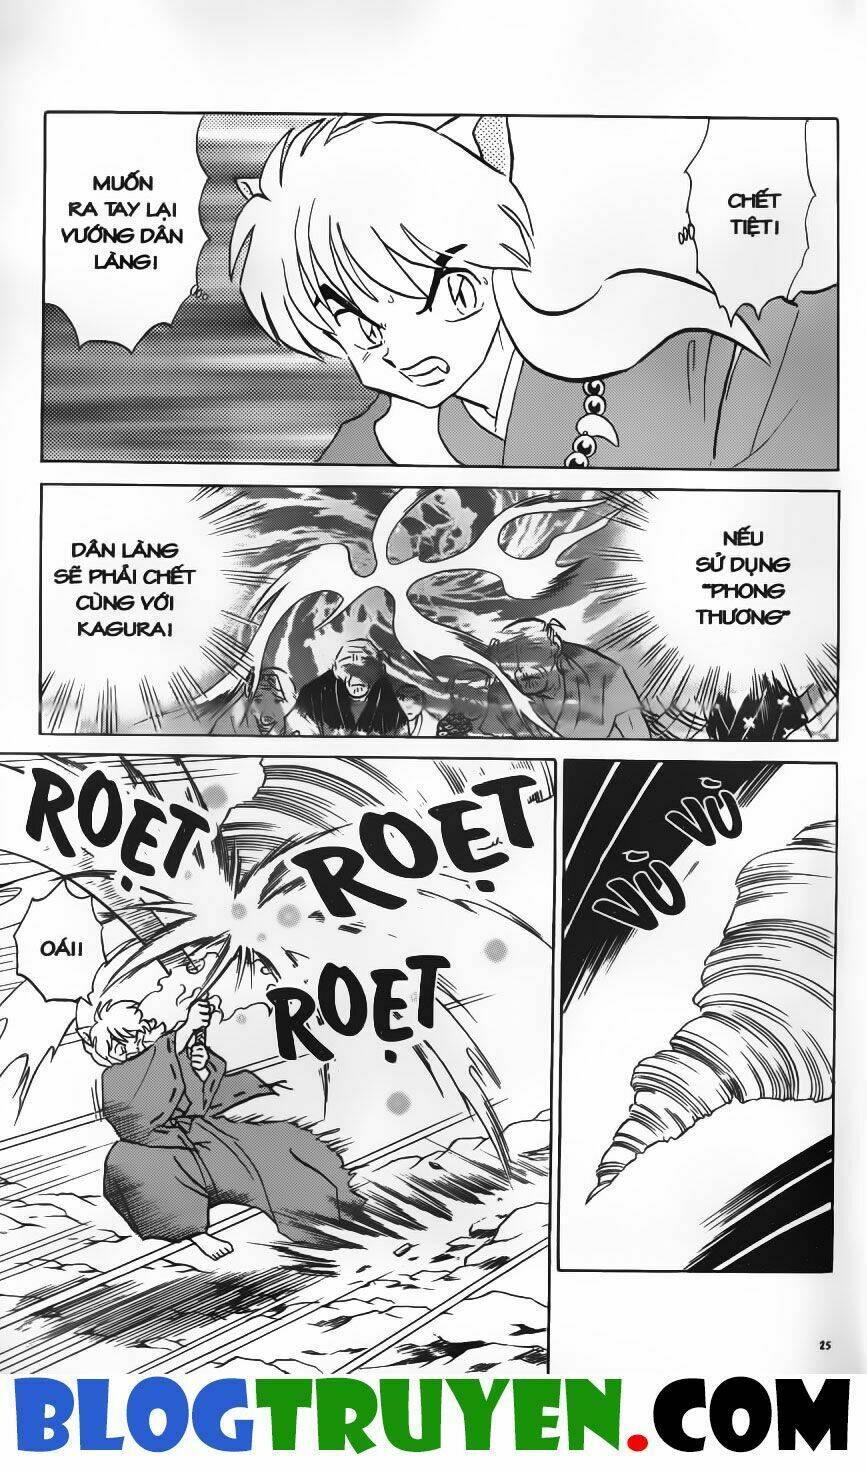 CHẾT
TIỆT!
MUỐN
RA TAY LẠI
VƯỚNG DÂN
LÀNG!
NẾU
SỬ DỤNG
"PHONG
THƯƠNG"
DÂN LÀNG
SẼ PHẢI CHẾT
CÙNG VỚI
KAGURA!
VÙ
VÙ
ROẸT
ROẸT
ROẸT
OÁ!!
25
BLOGTRUYEN.COM